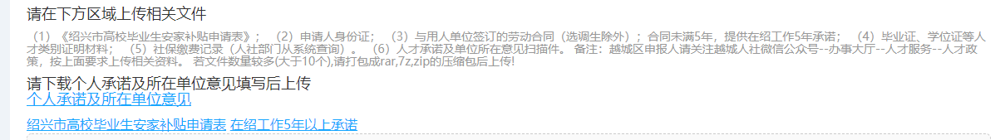 请在下方区域上传相关文件
（1）《绍兴市高校毕业生安家补贴申请表》； （2）申请人身份证； （3）与用人单位签订的劳动合同（选调生除外）；合同未满5年，提供在绍工作5年承诺； （4）毕业证、学位证等人
才类别证明材料； （5）社保缴费记录（人社部门从系统查询）。 （6）人才承诺及单位所在意见扫描件。 备注：越城区申报人请关注越城人社微信公众号--办事大厅--人才服务--人才政
策，按上面要求上传相关资料。 若文件数量较多(大于10个),请打包成rar,7z,zip的压缩包后上传!
请下载个人承诺及所在单位意见填写后上传
个人承诺及所在单位意见
绍兴市高校毕业生安家补贴申请表 在绍工作5年以上承诺